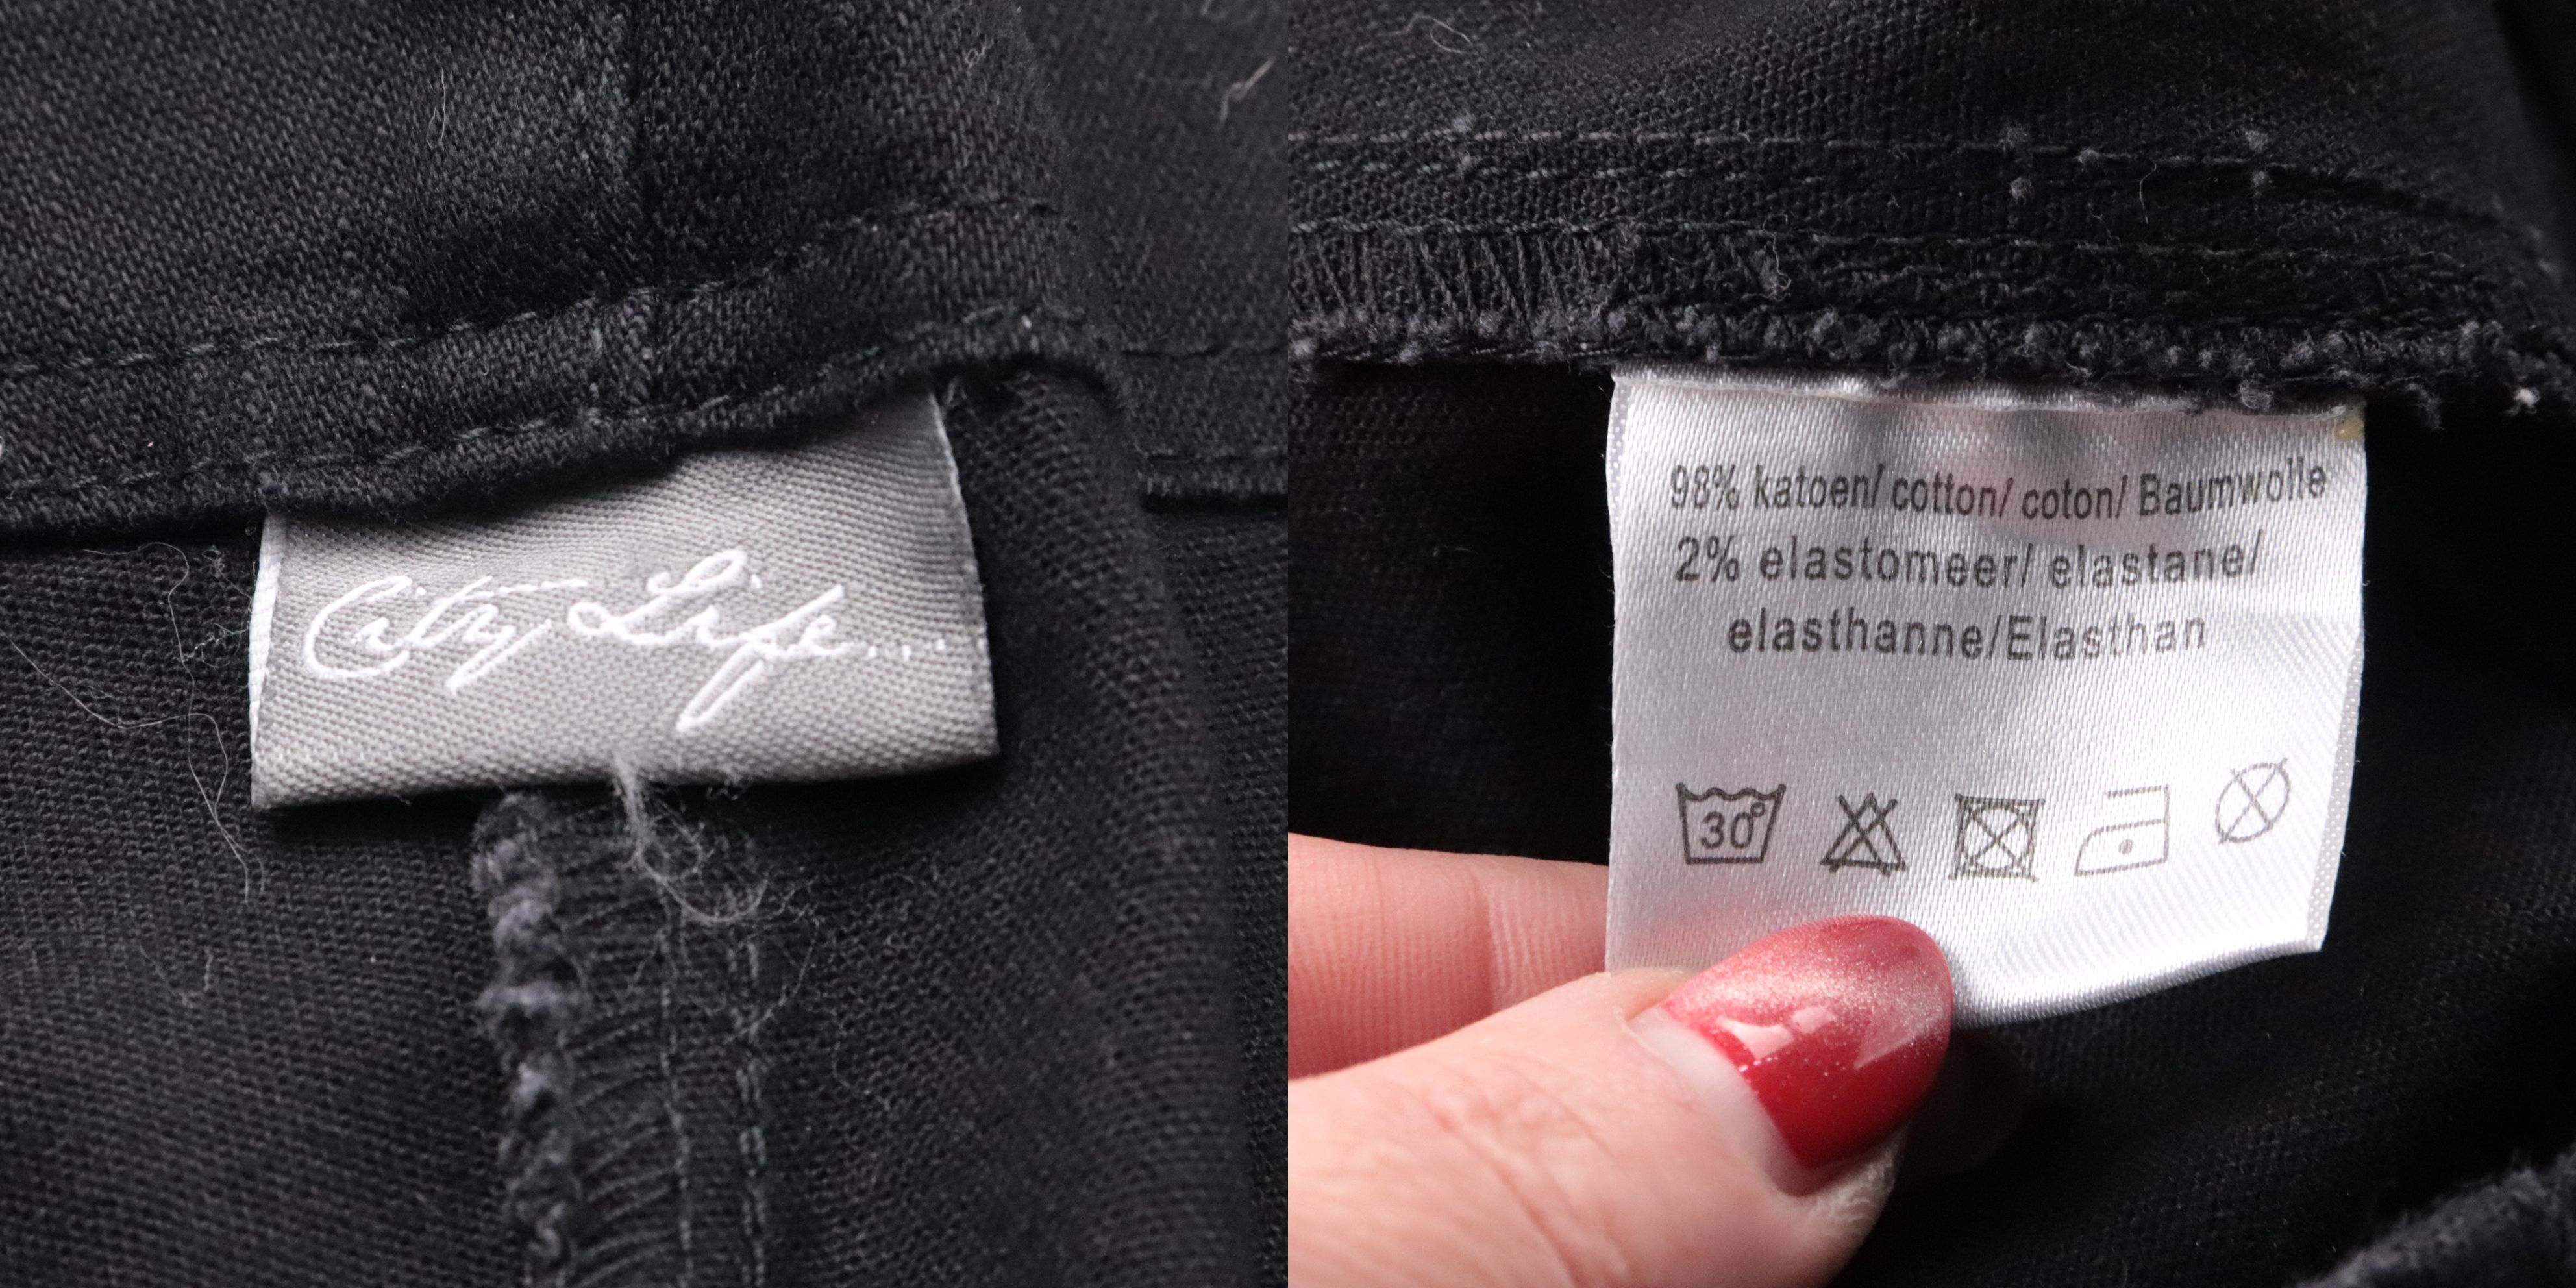 City Life...
98% katoen/ cotton/ coton/ Baumwolle
2% elastomeer/ elastane/
elasthanne/Elasthan
30°